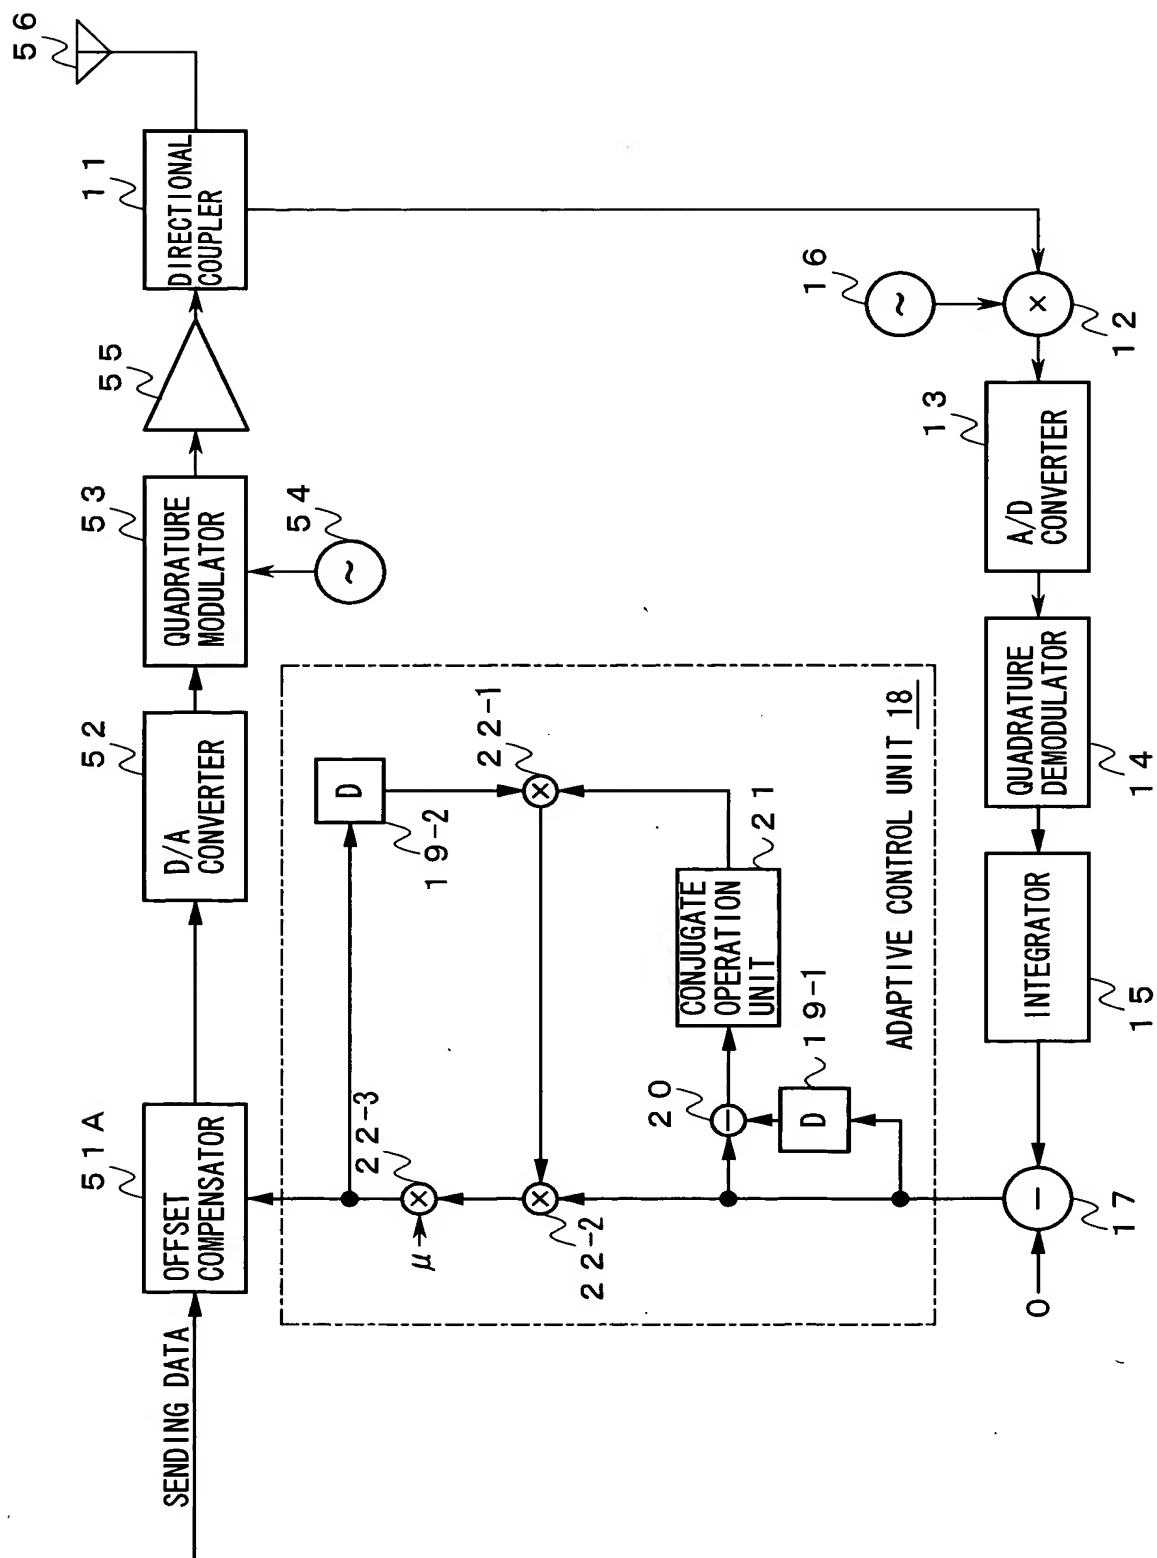 SENDING DATA
51A
OFFSET
COMPENSATOR
52
D/A
CONVERTER
53
QUADRATURE
MODULATOR
54
~
55
11
DIRECTIONAL
COUPLER
56
D
19-2
22-1
×
22-3
×
μ
22-2
×
CONJUGATE
OPERATION
UNIT
21
20
−
D
19-1
ADAPTIVE CONTROL UNIT 18
16
~
×
12
13
A/D
CONVERTER
QUADRATURE
DEMODULATOR
14
INTEGRATOR
15
−
17
0